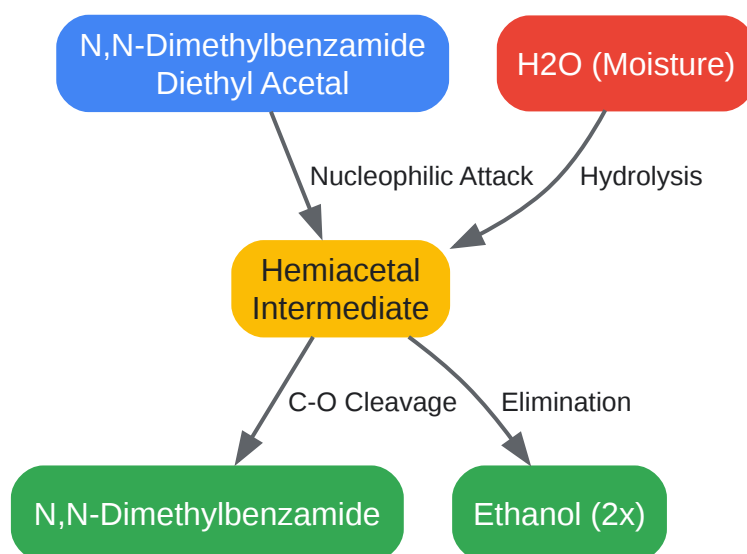 N,N-Dimethylbenzamide
Diethyl Acetal
H2O (Moisture)
Nucleophilic Attack
Hydrolysis
Hemiacetal
Intermediate
C-O Cleavage
Elimination
N,N-Dimethylbenzamide
Ethanol (2x)